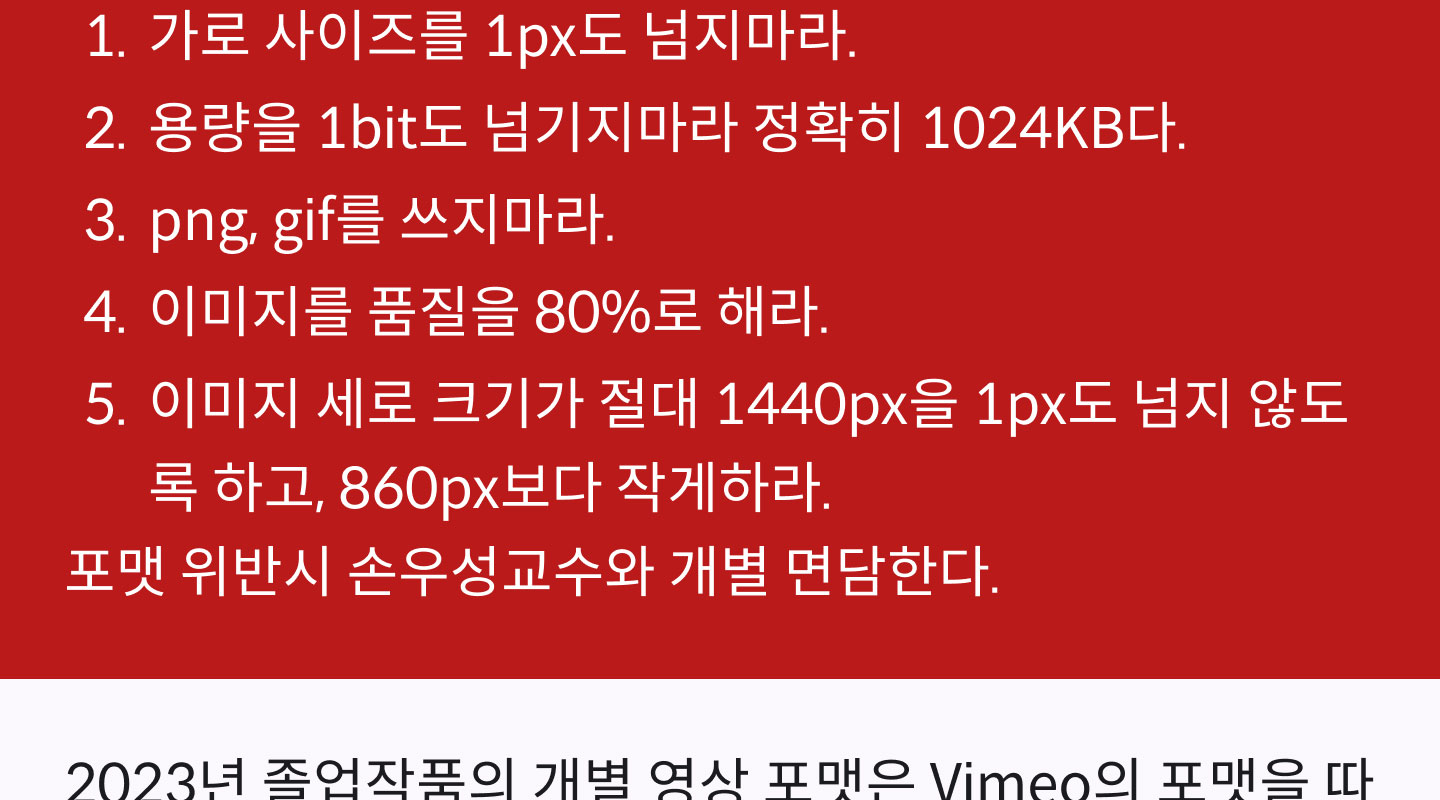 1. 가로 사이즈를 1px도 넘지마라.
2. 용량을 1bit도 넘기지마라 정확히 1024KB다.
3. png, gif를 쓰지마라.
4. 이미지를 품질을 80%로 해라.
5. 이미지 세로 크기가 절대 1440px을 1px도 넘지 않도
록 하고, 860px보다 작게하라.
포맷 위반시 손우성교수와 개별 면담한다.
2023년 졸업작품의 개별 영상 포맷은 Vimeo의 포맷을 따